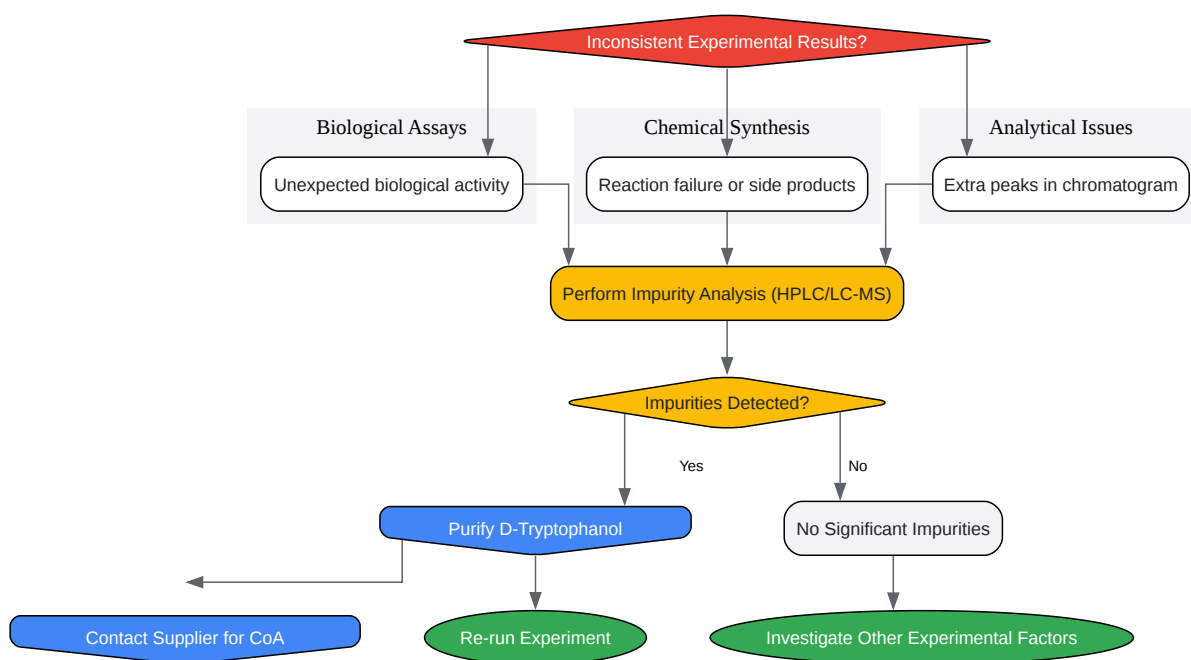 Inconsistent Experimental Results?
Biological Assays
Chemical Synthesis
Analytical Issues
Unexpected biological activity
Reaction failure or side products
Extra peaks in chromatogram
Perform Impurity Analysis (HPLC/LC-MS)
Impurities Detected?
Yes
No
Purify D-Tryptophanol
No Significant Impurities
Contact Supplier for CoA
Re-run Experiment
Investigate Other Experimental Factors